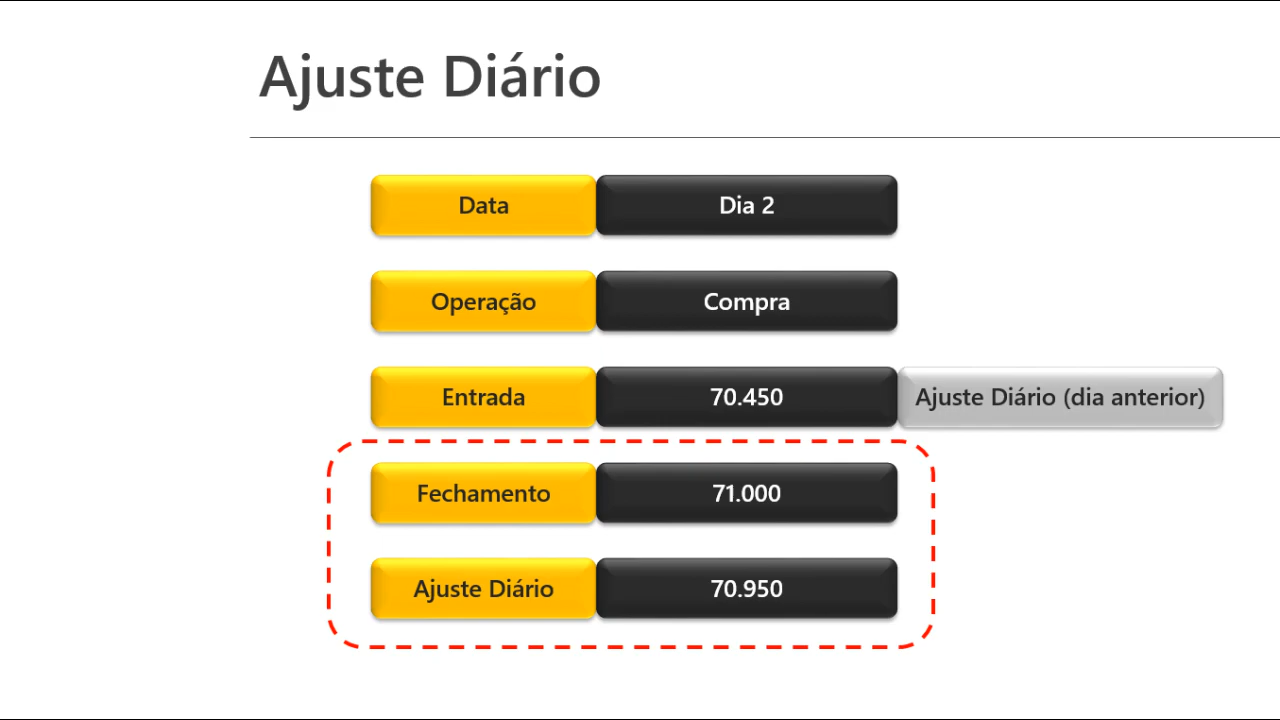 Ajuste Diário
Data Dia 2
Operação Compra
Entrada 70.450 Ajuste Diário (dia anterior)
Fechamento 71.000
Ajuste Diário 70.950